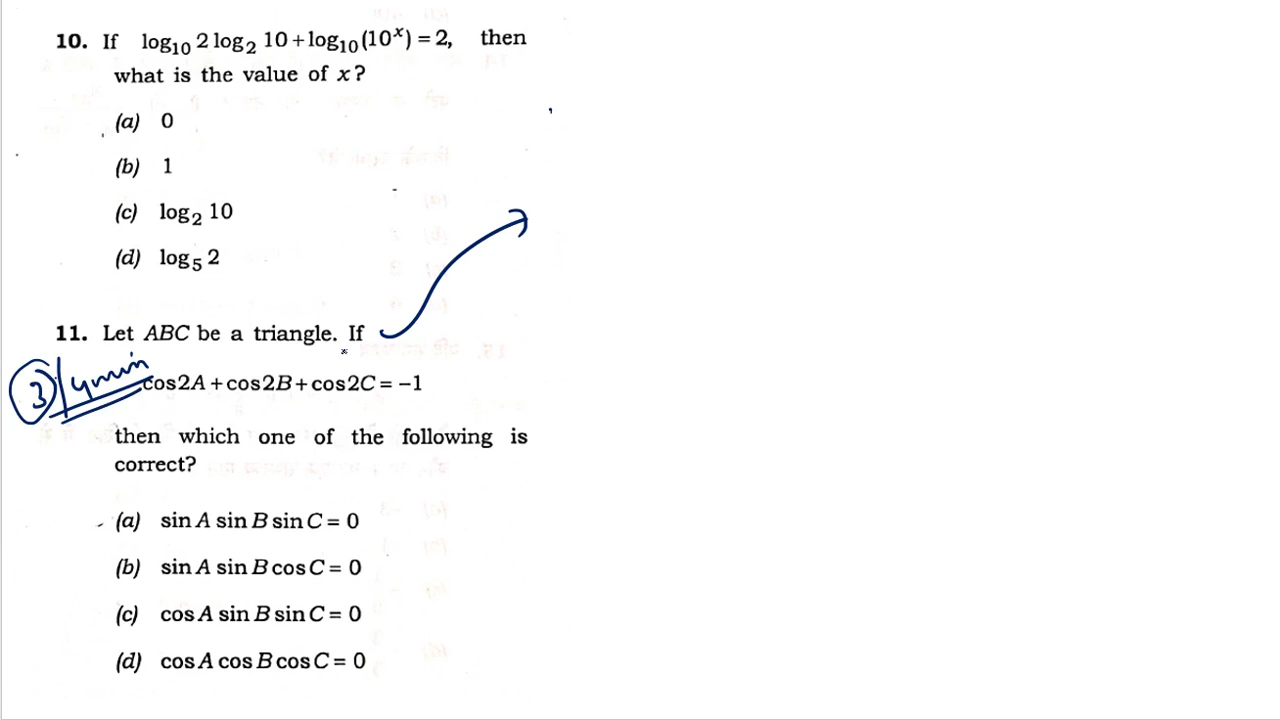 10. If log₁₀ 2 log₂ 10 + log₁₀(10ˣ) = 2, then
what is the value of x?
(a) 0
(b) 1
(c) log₂ 10
(d) log₅ 2
11. Let ABC be a triangle. If
3/4min
cos2A + cos2B + cos2C = −1
then which one of the following is
correct?
(a) sin A sin B sin C = 0
(b) sin A sin B cos C = 0
(c) cos A sin B sin C = 0
(d) cos A cos B cos C = 0